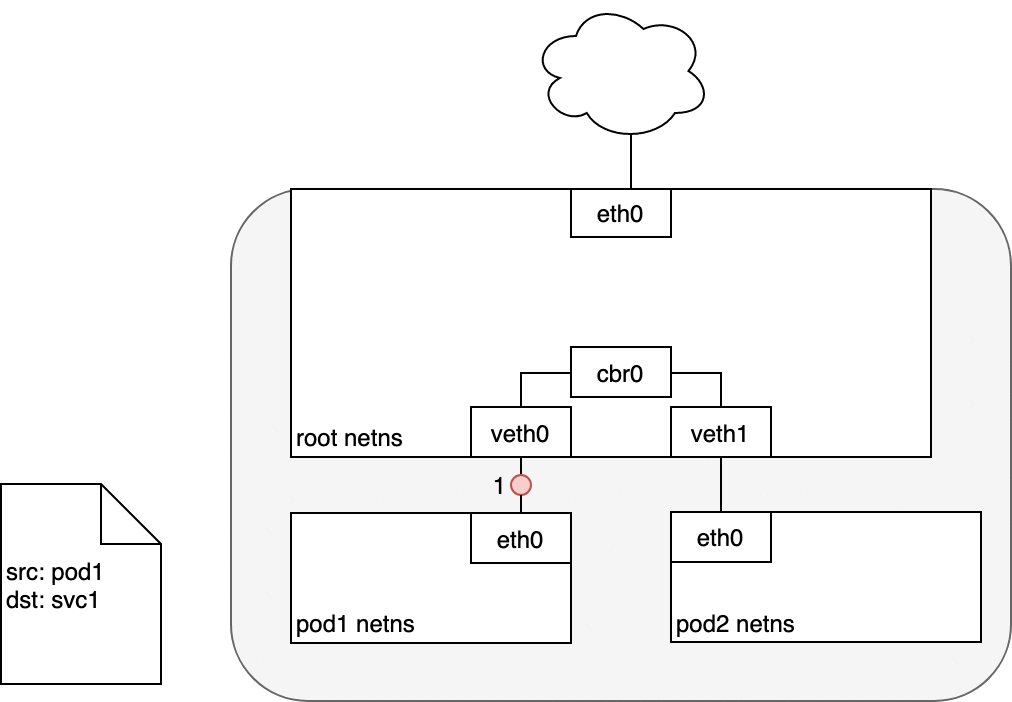 eth0
cbr0
veth0
veth1
root netns
1
eth0
eth0
src: pod1
dst: svc1
pod1 netns
pod2 netns